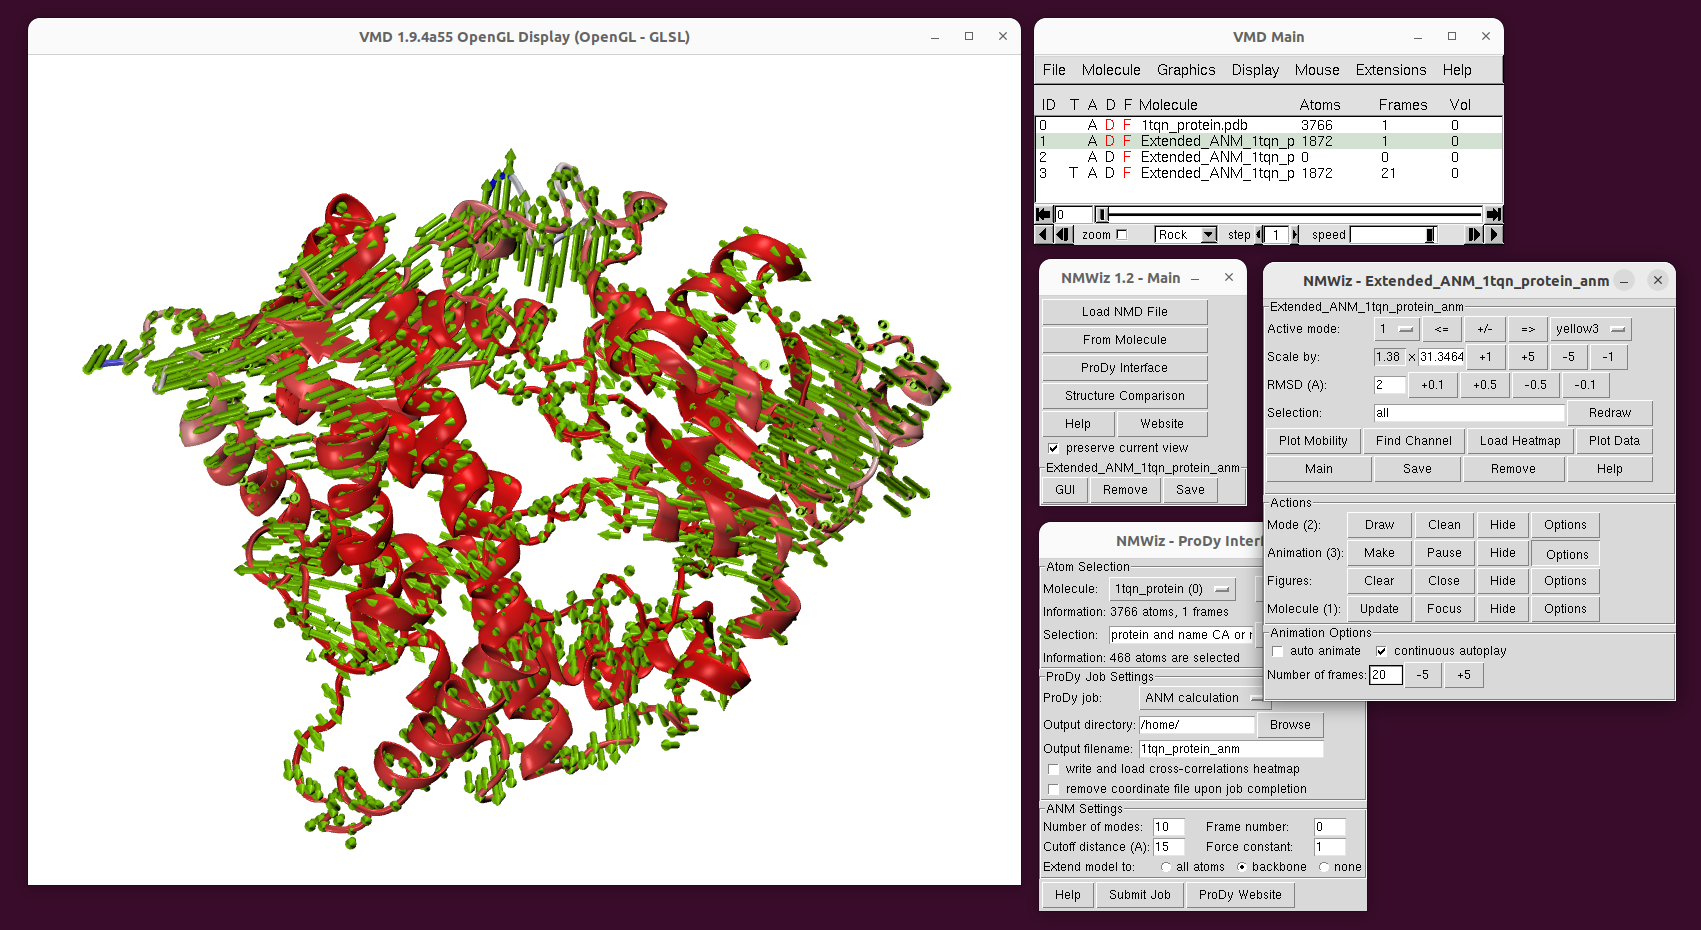 VMD 1.9.4a55 OpenGL Display (OpenGL - GLSL)
VMD Main
File Molecule Graphics Display Mouse Extensions Help
ID T A D F Molecule Atoms Frames Vol
0 A D F 1tqn_protein.pdb 3766 1 0
1 A D F Extended_ANM_1tqn_p 1872 1 0
2 A D F Extended_ANM_1tqn_p 0 0 0
3 T A D F Extended_ANM_1tqn_p 1872 21 0
0
zoom Rock step 1 speed
NMWiz 1.2 - Main
Load NMD File
From Molecule
ProDy Interface
Structure Comparison
Help Website
preserve current view
Extended_ANM_1tqn_protein_anm
GUI Remove Save
NMWiz - Extended_ANM_1tqn_protein_anm
Extended_ANM_1tqn_protein_anm
Active mode: 1 <= +/- => yellow3
Scale by: 1.38 x 31.3464 +1 +5 -5 -1
RMSD (A): 2 +0.1 +0.5 -0.5 -0.1
Selection: all Redraw
Plot Mobility Find Channel Load Heatmap Plot Data
Main Save Remove Help
Actions
Mode (2): Draw Clean Hide Options
Animation (3): Make Pause Hide Options
Figures: Clear Close Hide Options
Molecule (1): Update Focus Hide Options
Animation Options
auto animate continuous autoplay
Number of frames: 20 -5 +5
NMWiz - ProDy Interf
Atom Selection
Molecule: 1tqn_protein (0)
Information: 3766 atoms, 1 frames
Selection: protein and name CA or r
Information: 468 atoms are selected
ProDy Job Settings
ProDy job: ANM calculation
Output directory: /home/ Browse
Output filename: 1tqn_protein_anm
write and load cross-correlations heatmap
remove coordinate file upon job completion
ANM Settings
Number of modes: 10 Frame number: 0
Cutoff distance (A): 15 Force constant: 1
Extend model to: all atoms backbone none
Help Submit Job ProDy Website